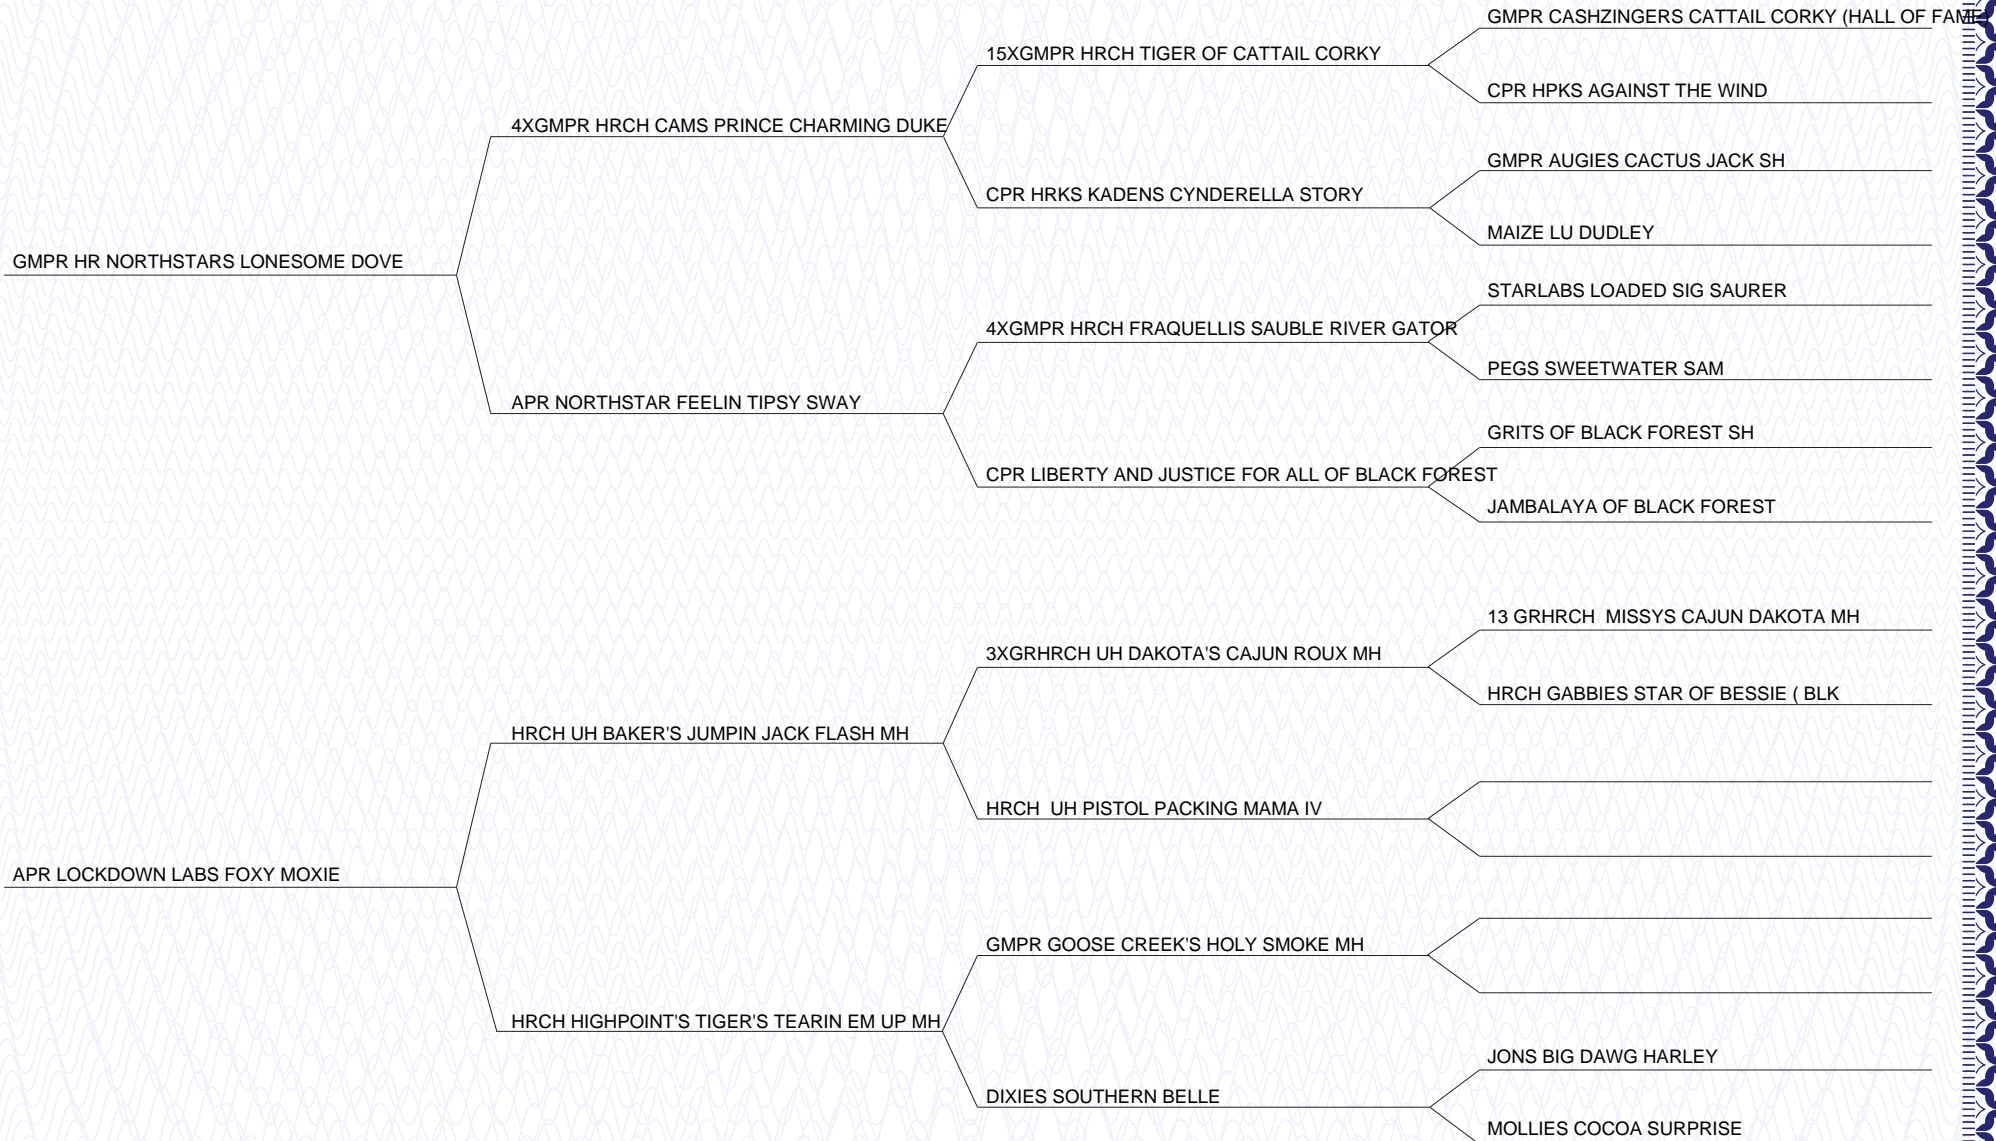 GMPR CASHZINGERS CATTAIL CORKY (HALL OF FAME)
15XGMPR HRCH TIGER OF CATTAIL CORKY
CPR HPKS AGAINST THE WIND
4XGMPR HRCH CAMS PRINCE CHARMING DUKE
GMPR AUGIES CACTUS JACK SH
CPR HRKS KADENS CYNDERELLA STORY
MAIZE LU DUDLEY
GMPR HR NORTHSTARS LONESOME DOVE
STARLABS LOADED SIG SAURER
4XGMPR HRCH FRAQUELLIS SAUBLE RIVER GATOR
PEGS SWEETWATER SAM
APR NORTHSTAR FEELIN TIPSY SWAY
GRITS OF BLACK FOREST SH
CPR LIBERTY AND JUSTICE FOR ALL OF BLACK FOREST
JAMBALAYA OF BLACK FOREST
13 GRHRCH  MISSYS CAJUN DAKOTA MH
3XGRHRCH UH DAKOTA'S CAJUN ROUX MH
HRCH GABBIES STAR OF BESSIE ( BLK
HRCH UH BAKER'S JUMPIN JACK FLASH MH
HRCH  UH PISTOL PACKING MAMA IV
APR LOCKDOWN LABS FOXY MOXIE
GMPR GOOSE CREEK'S HOLY SMOKE MH
HRCH HIGHPOINT'S TIGER'S TEARIN EM UP MH
JONS BIG DAWG HARLEY
DIXIES SOUTHERN BELLE
MOLLIES COCOA SURPRISE